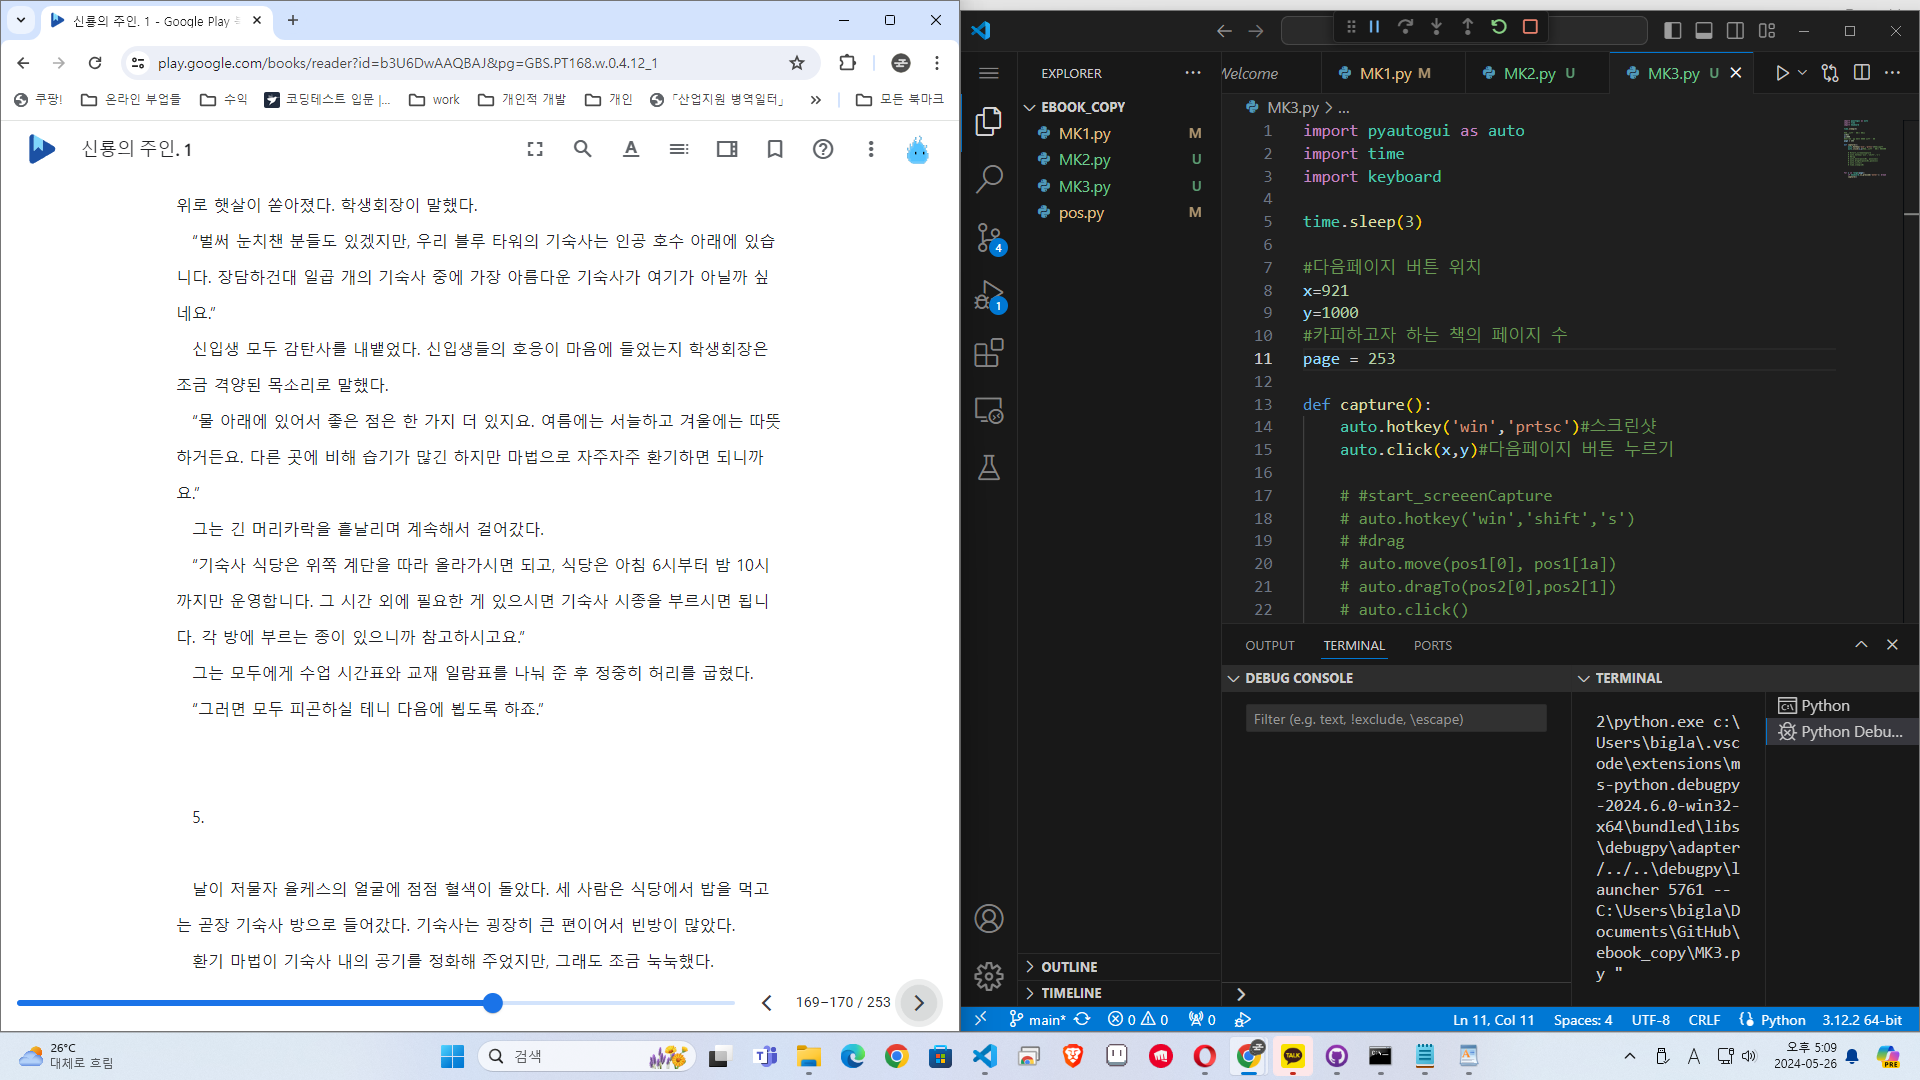 신룡의 주인. 1 - Google Play
play.google.com/books/reader?id=b3U6DwAAQBAJ&pg=GBS.PT168.w.0.4.12_1
쿠팡!
온라인 부업들
수익
코딩테스트 입문 |...
work
개인적 개발
개인
「산업지원 병역일터」
모든 북마크
신룡의 주인. 1
위로 햇살이 쏟아졌다. 학생회장이 말했다.
“벌써 눈치챈 분들도 있겠지만, 우리 블루 타워의 기숙사는 인공 호수 아래에 있습
니다. 장담하건대 일곱 개의 기숙사 중에 가장 아름다운 기숙사가 여기가 아닐까 싶
네요.”
신입생 모두 감탄사를 내뱉었다. 신입생들의 호응이 마음에 들었는지 학생회장은
조금 격양된 목소리로 말했다.
“물 아래에 있어서 좋은 점은 한 가지 더 있지요. 여름에는 서늘하고 겨울에는 따뜻
하거든요. 다른 곳에 비해 습기가 많긴 하지만 마법으로 자주자주 환기하면 되니까
요.”
그는 긴 머리카락을 흩날리며 계속해서 걸어갔다.
“기숙사 식당은 위쪽 계단을 따라 올라가시면 되고, 식당은 아침 6시부터 밤 10시
까지만 운영합니다. 그 시간 외에 필요한 게 있으시면 기숙사 시종을 부르시면 됩니
다. 각 방에 부르는 종이 있으니까 참고하시고요.”
그는 모두에게 수업 시간표와 교재 일람표를 나눠 준 후 정중히 허리를 굽혔다.
“그러면 모두 피곤하실 테니 다음에 뵙도록 하죠.”
5.
날이 저물자 율케스의 얼굴에 점점 혈색이 돌았다. 세 사람은 식당에서 밥을 먹고
는 곧장 기숙사 방으로 들어갔다. 기숙사는 굉장히 큰 편이어서 빈방이 많았다.
환기 마법이 기숙사 내의 공기를 정화해 주었지만, 그래도 조금 눅눅했다.
169–170 / 253
EXPLORER
EBOOK_COPY
MK1.py M
MK2.py U
MK3.py U
pos.py M
OUTLINE
TIMELINE
4
1
Welcome
MK1.py M
MK2.py U
MK3.py U
MK3.py > ...
1 import pyautogui as auto
2 import time
3 import keyboard
4
5 time.sleep(3)
6
7 #다음페이지 버튼 위치
8 x=921
9 y=1000
10 #카피하고자 하는 책의 페이지 수
11 page = 253
12
13 def capture():
14 auto.hotkey('win','prtsc')#스크린샷
15 auto.click(x,y)#다음페이지 버튼 누르기
16
17 # #start_screeenCapture
18 # auto.hotkey('win','shift','s')
19 # #drag
20 # auto.move(pos1[0], pos1[1a])
21 # auto.dragTo(pos2[0],pos2[1])
22 # auto.click()
OUTPUT
TERMINAL
PORTS
DEBUG CONSOLE
Filter (e.g. text, !exclude, \escape)
TERMINAL
2\python.exe c:\
Users\bigla\.vsc
ode\extensions\m
s-python.debugpy
-2024.6.0-win32-
x64\bundled\libs
\debugpy\adapter
/../..\debugpy\l
auncher 5761 --
C:\Users\bigla\D
ocuments\GitHub\
ebook_copy\MK3.p
y "
Python
Python Debu...
main*
0
0
0
Ln 11, Col 11
Spaces: 4
UTF-8
CRLF
Python
3.12.2 64-bit
26°C
대체로 흐림
검색
TALK
A
오후 5:09
2024-05-26
PRE